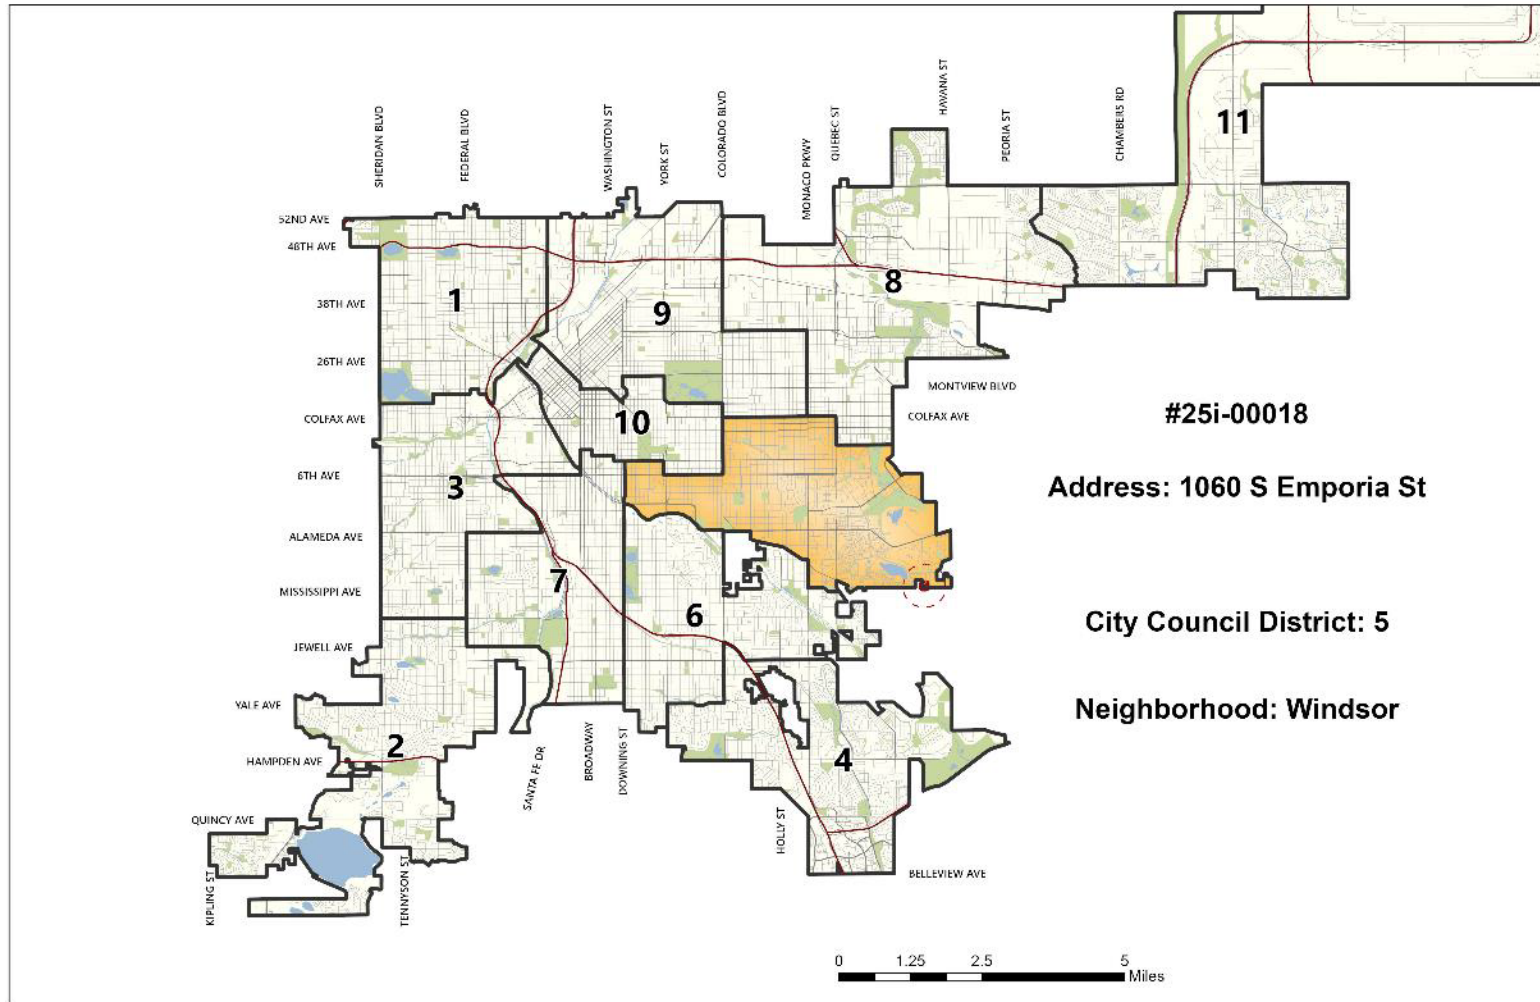 SHERIDAN BLVD
FEDERAL BLVD
WASHINGTON ST
YORK ST
COLORADO BLVD
MONACO PKWY
QUEBEC ST
HAVANA ST
PEORIA ST
CHAMBERS RD
11
52ND AVE
48TH AVE
8
1
38TH AVE
9
26TH AVE
MONTVIEW BLVD
COLFAX AVE
COLFAX AVE
10
#25i-00018
6TH AVE
3
Address: 1060 S Emporia St
ALAMEDA AVE
7
MISSISSIPPI AVE
6
City Council District: 5
JEWELL AVE
YALE AVE
Neighborhood: Windsor
2
HAMPDEN AVE
4
SANTA FE DR
BROADWAY
DOWNING ST
HOLLY ST
QUINCY AVE
BELLEVIEW AVE
KIPLING ST
TENNYSON ST
0 1.25 2.5 5
Miles